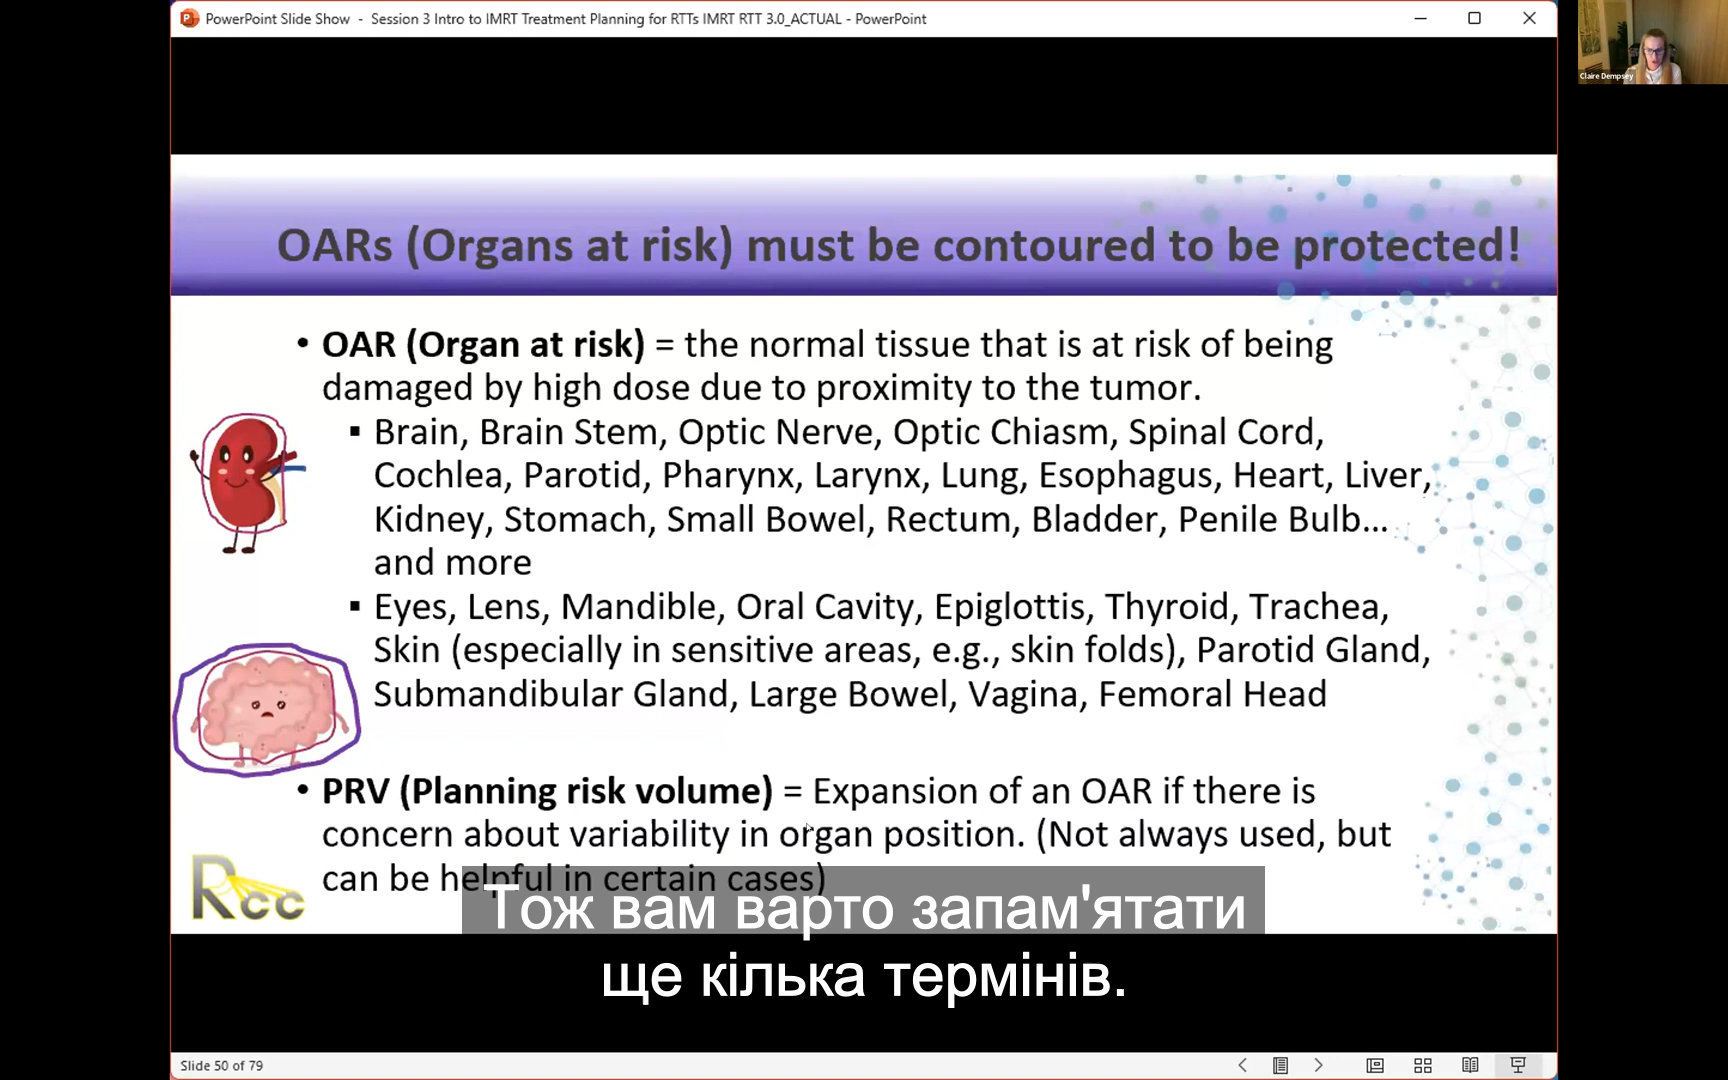 PowerPoint Slide Show - Session 3 Intro to IMRT Treatment Planning for RTTs IMRT RTT 3.0_ACTUAL - PowerPoint
Claire Dempsey
OARs (Organs at risk) must be contoured to be protected!
• OAR (Organ at risk) = the normal tissue that is at risk of being
damaged by high dose due to proximity to the tumor.
▪ Brain, Brain Stem, Optic Nerve, Optic Chiasm, Spinal Cord,
Cochlea, Parotid, Pharynx, Larynx, Lung, Esophagus, Heart, Liver,
Kidney, Stomach, Small Bowel, Rectum, Bladder, Penile Bulb...
and more
▪ Eyes, Lens, Mandible, Oral Cavity, Epiglottis, Thyroid, Trachea,
Skin (especially in sensitive areas, e.g., skin folds), Parotid Gland,
Submandibular Gland, Large Bowel, Vagina, Femoral Head
• PRV (Planning risk volume) = Expansion of an OAR if there is
concern about variability in organ position. (Not always used, but
can be helpful in certain cases)
Rcc
Тож вам варто запам'ятати
ще кілька термінів.
Slide 50 of 79